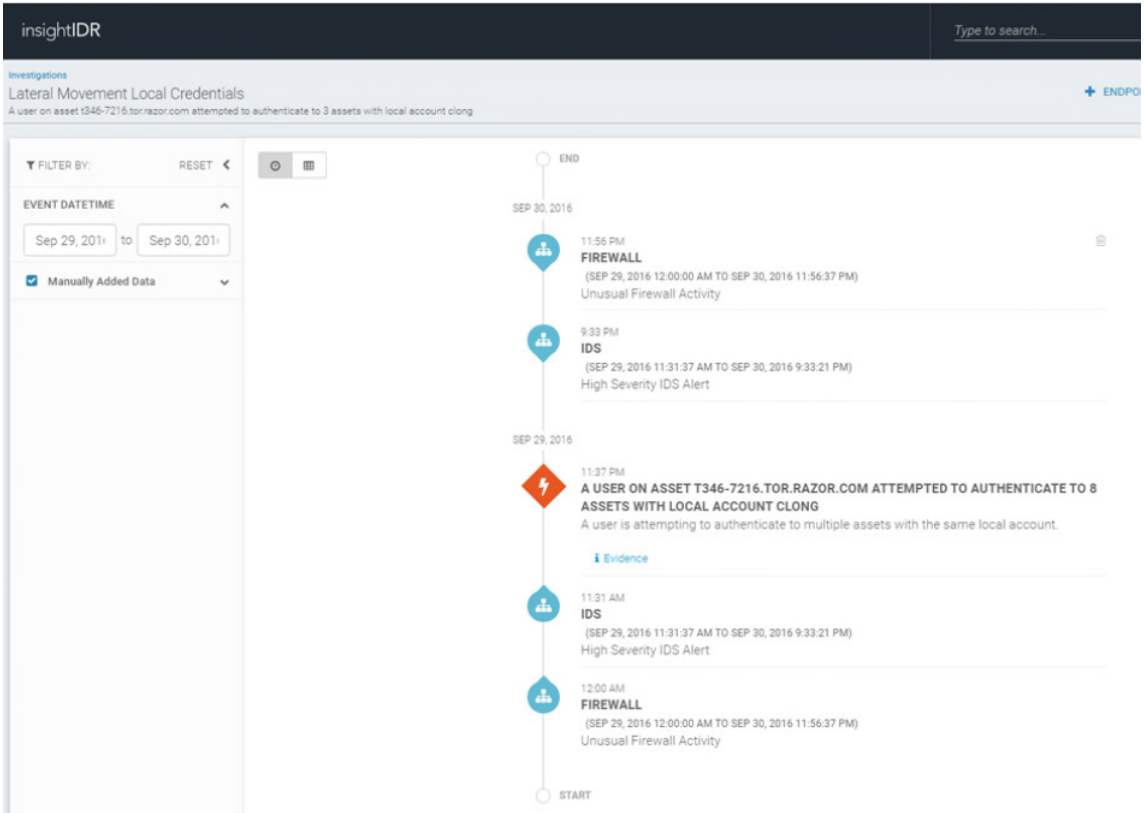 insightIDR
Type to search...
Investigations
Lateral Movement Local Credentials
A user on asset t346-7216.tor.razor.com attempted to authenticate to 3 assets with local account clong
+ ENDPO
FILTER BY:
RESET
EVENT DATETIME
Sep 29, 201
to
Sep 30, 201
Manually Added Data
END
SEP 30, 2016
11:56 PM
FIREWALL
(SEP 29, 2016 12:00:00 AM TO SEP 30, 2016 11:56:37 PM)
Unusual Firewall Activity
9:33 PM
IDS
(SEP 29, 2016 11:31:37 AM TO SEP 30, 2016 9:33:21 PM)
High Severity IDS Alert
SEP 29, 2016
11:37 PM
A USER ON ASSET T346-7216.TOR.RAZOR.COM ATTEMPTED TO AUTHENTICATE TO 8
ASSETS WITH LOCAL ACCOUNT CLONG
A user is attempting to authenticate to multiple assets with the same local account.
i Evidence
11:31 AM
IDS
(SEP 29, 2016 11:31:37 AM TO SEP 30, 2016 9:33:21 PM)
High Severity IDS Alert
12:00 AM
FIREWALL
(SEP 29, 2016 12:00:00 AM TO SEP 30, 2016 11:56:37 PM)
Unusual Firewall Activity
START